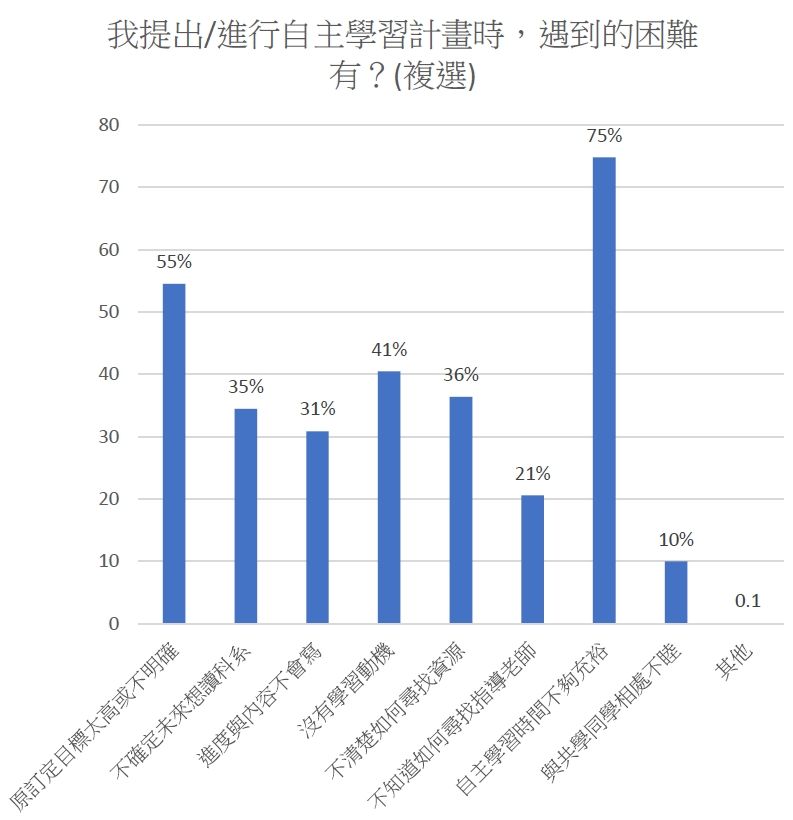 我提出/進行自主學習計畫時，遇到的困難
有？(複選)
80
70
60
50
40
30
20
10
0
55%
35%
31%
41%
36%
21%
75%
10%
0.1
原訂定目標太高或不明確
不確定未來想讀科系
進度與內容不會寫
沒有學習動機
不清楚如何尋找資源
不知道如何尋找指導老師
自主學習時間不夠充裕
與共學同學相處不睦
其他